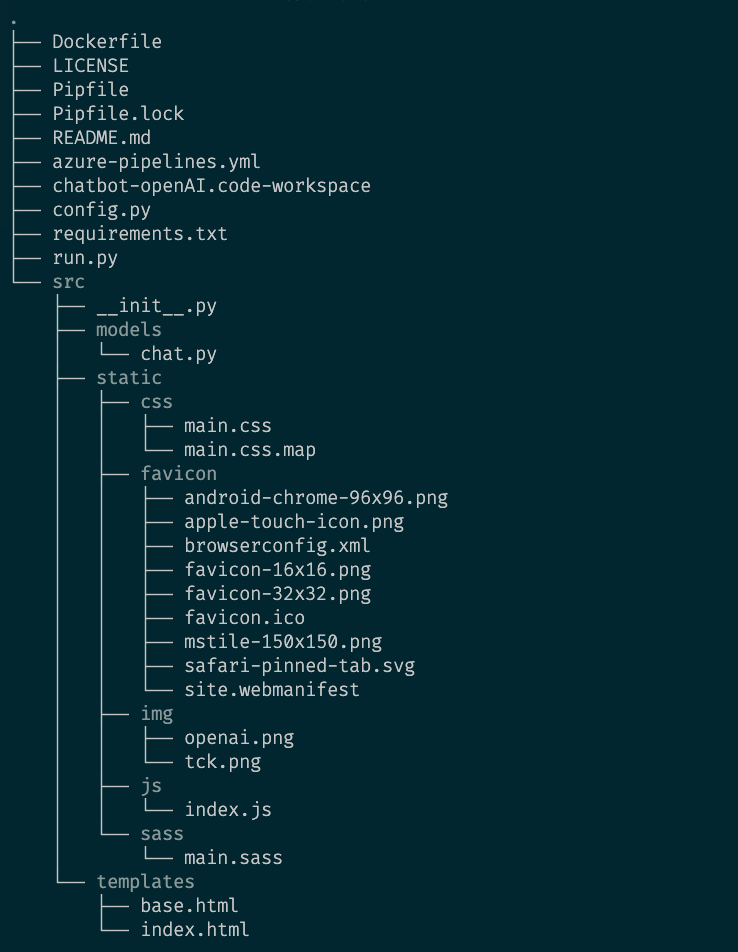 .
├── Dockerfile
├── LICENSE
├── Pipfile
├── Pipfile.lock
├── README.md
├── azure-pipelines.yml
├── chatbot-openAI.code-workspace
├── config.py
├── requirements.txt
├── run.py
└── src
    ├── __init__.py
    ├── models
    │   └── chat.py
    ├── static
    │   ├── css
    │   │   ├── main.css
    │   │   └── main.css.map
    │   ├── favicon
    │   │   ├── android-chrome-96x96.png
    │   │   ├── apple-touch-icon.png
    │   │   ├── browserconfig.xml
    │   │   ├── favicon-16x16.png
    │   │   ├── favicon-32x32.png
    │   │   ├── favicon.ico
    │   │   ├── mstile-150x150.png
    │   │   ├── safari-pinned-tab.svg
    │   │   └── site.webmanifest
    │   ├── img
    │   │   ├── openai.png
    │   │   └── tck.png
    │   ├── js
    │   │   └── index.js
    │   └── sass
    │       └── main.sass
    └── templates
        ├── base.html
        └── index.html